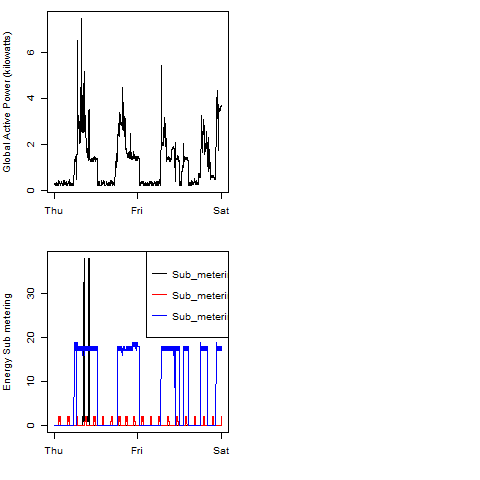 Global Active Power (kilowatts)
6
4
2
0
Thu Fri Sat
Energy Sub metering
30
20
10
0
Sub_meteri
Sub_meteri
Sub_meteri
Thu Fri Sat